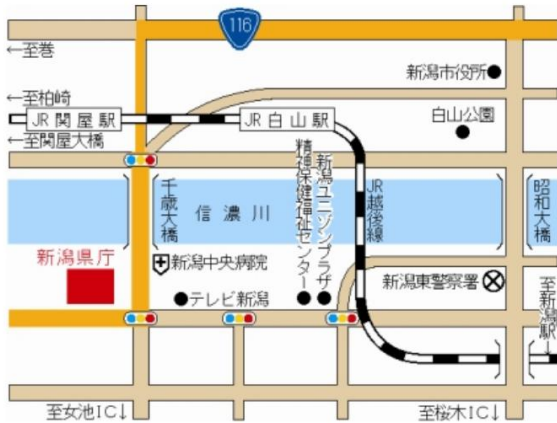 116
←至巻
新潟市役所
←至柏崎
白山公園
JR関屋駅
JR白山駅
←至関屋大橋
千歳大橋
信濃川
精神保健福祉センター
新潟ユニゾンプラザ
JR越後線
昭和大橋
新潟県庁
新潟中央病院
テレビ新潟
新潟東警察署
至新潟駅→
至女池IC↓
至桜木IC↓